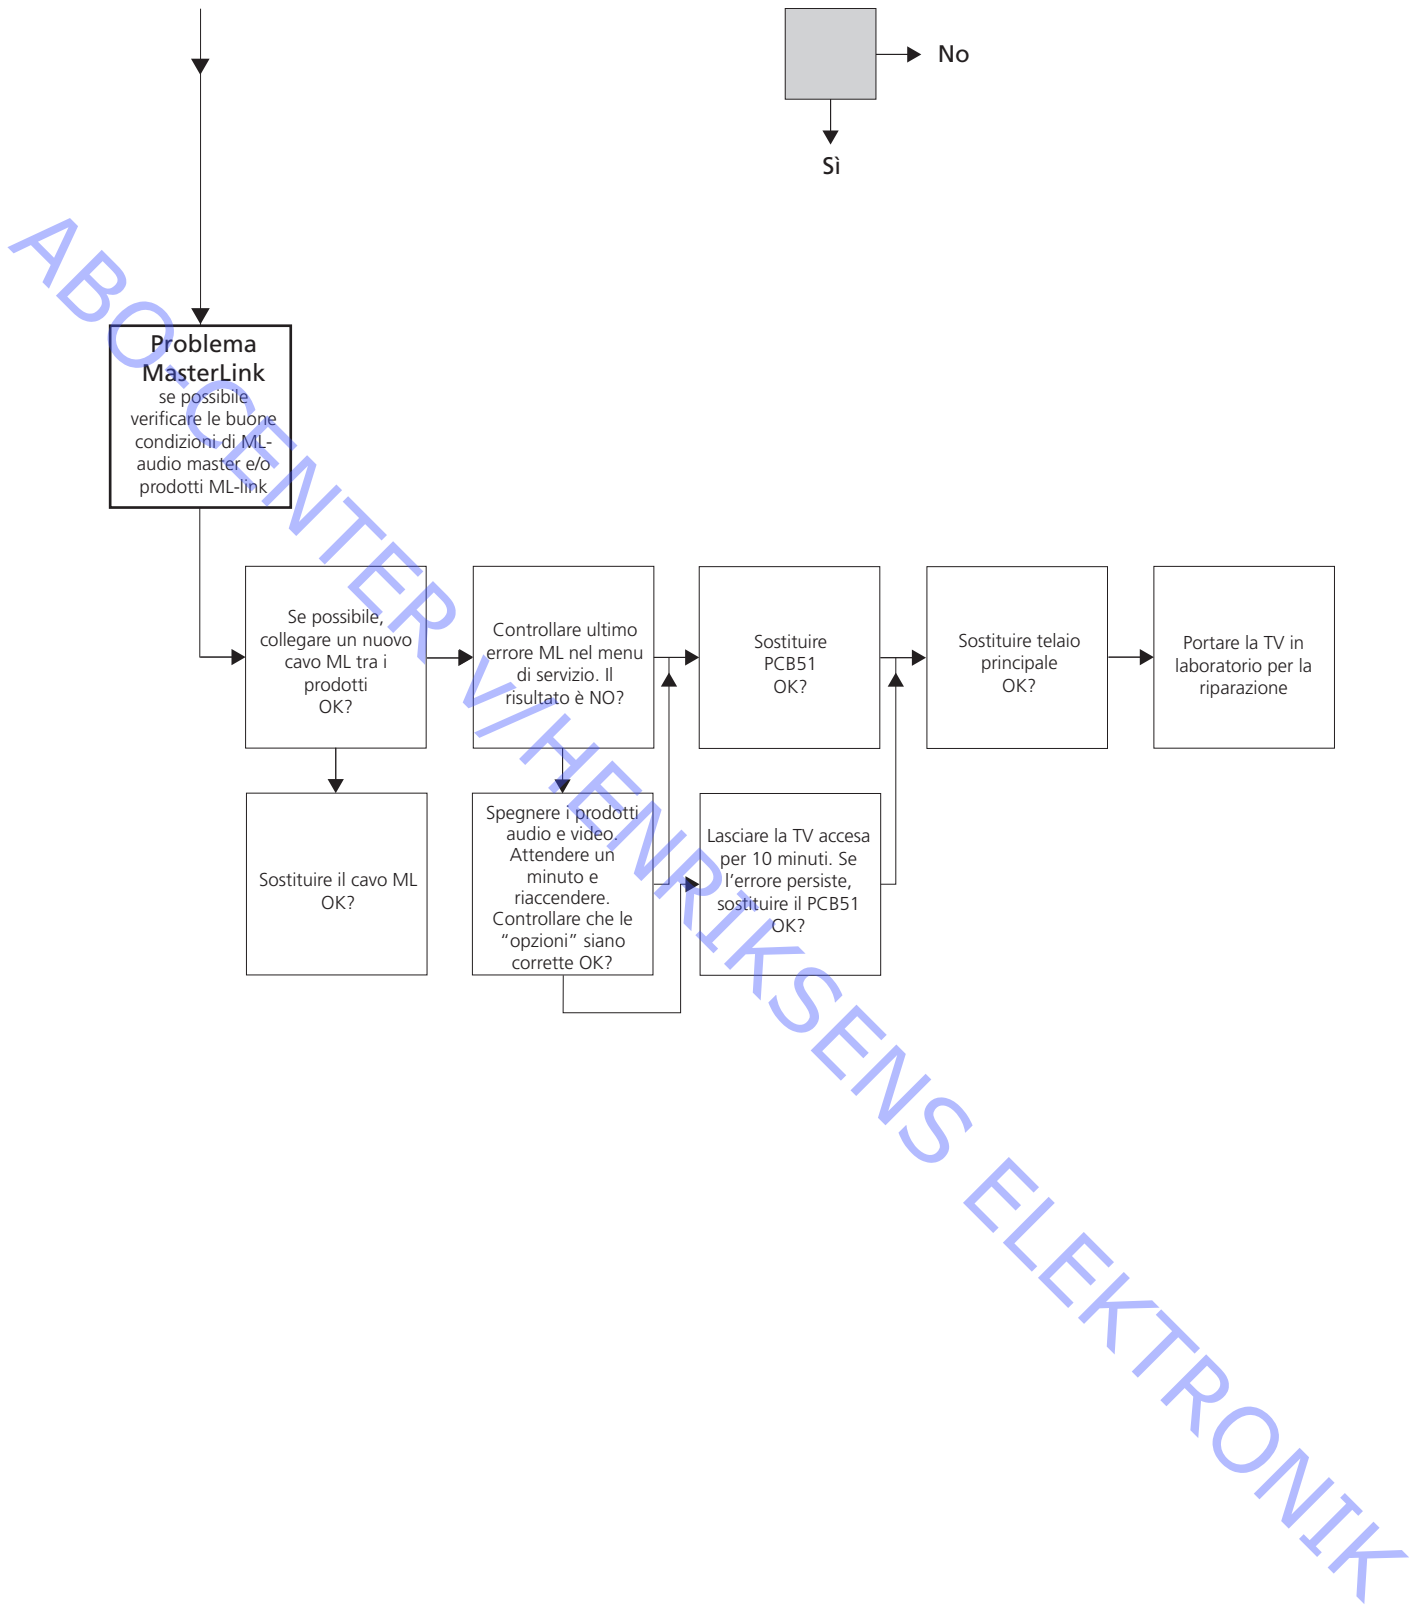 No
Sì
Problema
MasterLink
se possibile
verificare le buone
condizioni di ML-
audio master e/o
prodotti ML-link
Se possibile,
collegare un nuovo
cavo ML tra i
prodotti
OK?
Controllare ultimo
errore ML nel menu
di servizio. Il
risultato è NO?
Sostituire
PCB51
OK?
Sostituire telaio
principale
OK?
Portare la TV in
laboratorio per la
riparazione
Sostituire il cavo ML
OK?
Spegnere i prodotti
audio e video.
Attendere un
minuto e
riaccendere.
Controllare che le
“opzioni” siano
corrette OK?
Lasciare la TV accesa
per 10 minuti. Se
l’errore persiste,
sostituire il PCB51
OK?
ABO-CENTER v/HENRIKSENS ELEKTRONIK